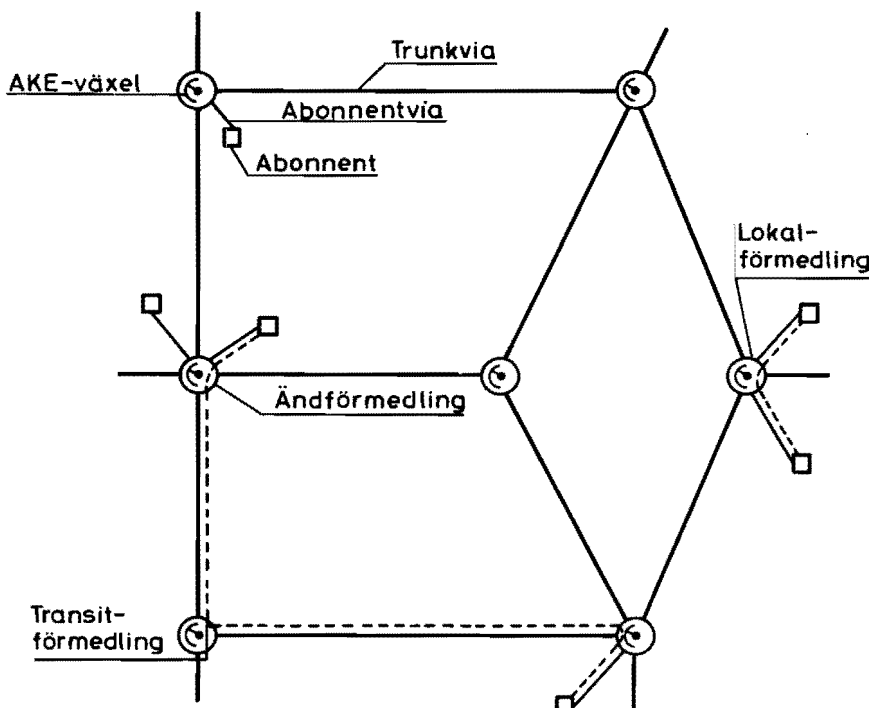 Trunkvia
AKE-växel
Abonnentvia
Abonnent
Lokal-
förmedling
Ändförmedling
Transit-
förmedling